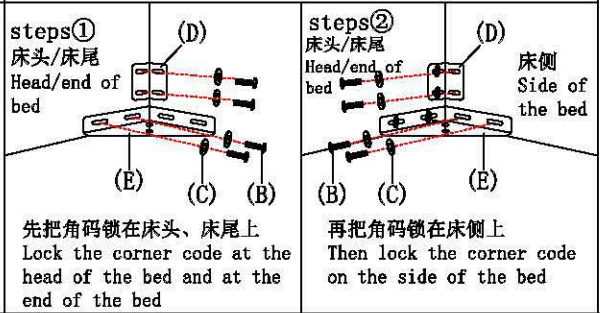 steps①
床头/床尾
Head/end of
bed
(D)
(E)
(C)
(B)
先把角码锁在床头、床尾上
Lock the corner code at the
head of the bed and at the
end of the bed
steps②
床头/床尾
Head/end of
bed
(D)
床侧
Side of
the bed
(B)
(C)
(E)
再把角码锁在床侧上
Then lock the corner code
on the side of the bed